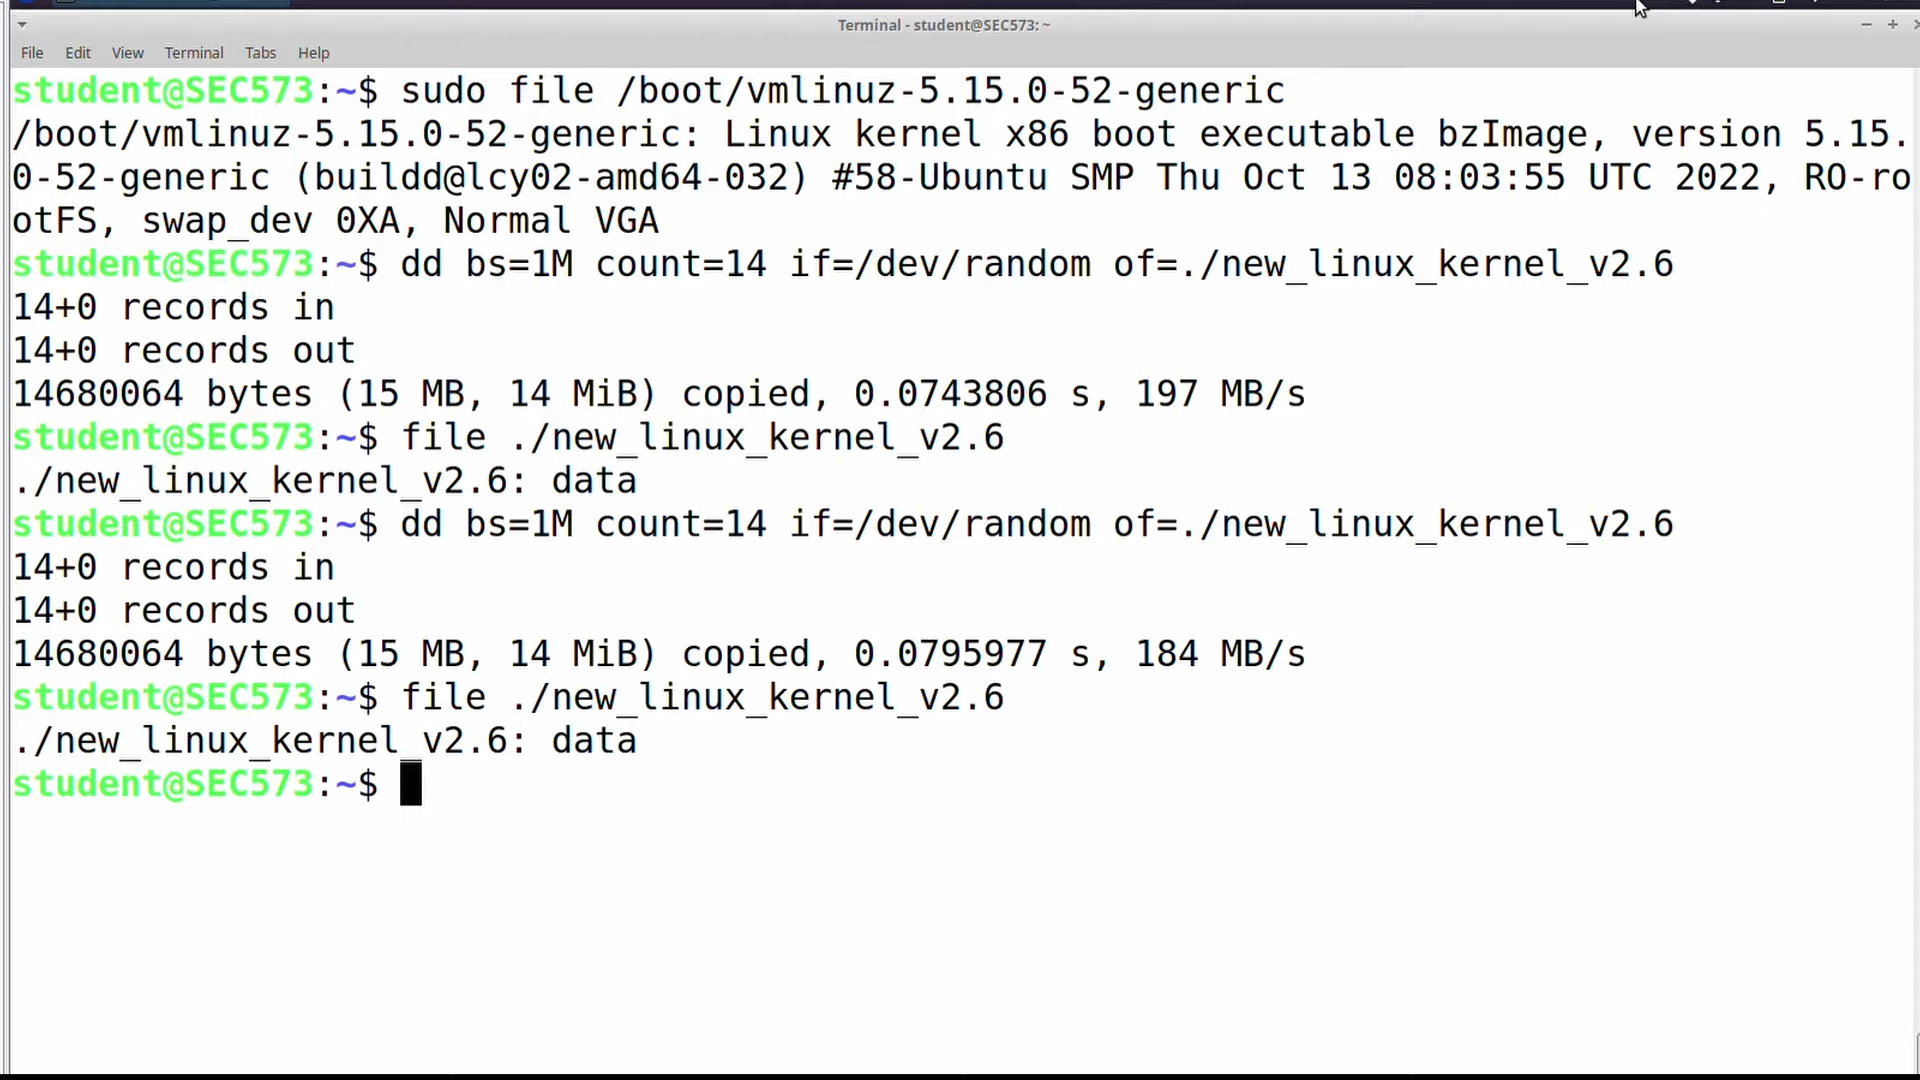 Terminal - student@SEC573: ~
File Edit View Terminal Tabs Help
student@SEC573:~$ sudo file /boot/vmlinuz-5.15.0-52-generic
/boot/vmlinuz-5.15.0-52-generic: Linux kernel x86 boot executable bzImage, version 5.15.
0-52-generic (buildd@lcy02-amd64-032) #58-Ubuntu SMP Thu Oct 13 08:03:55 UTC 2022, RO-ro
otFS, swap_dev 0XA, Normal VGA
student@SEC573:~$ dd bs=1M count=14 if=/dev/random of=./new_linux_kernel_v2.6
14+0 records in
14+0 records out
14680064 bytes (15 MB, 14 MiB) copied, 0.0743806 s, 197 MB/s
student@SEC573:~$ file ./new_linux_kernel_v2.6
./new_linux_kernel_v2.6: data
student@SEC573:~$ dd bs=1M count=14 if=/dev/random of=./new_linux_kernel_v2.6
14+0 records in
14+0 records out
14680064 bytes (15 MB, 14 MiB) copied, 0.0795977 s, 184 MB/s
student@SEC573:~$ file ./new_linux_kernel_v2.6
./new_linux_kernel_v2.6: data
student@SEC573:~$